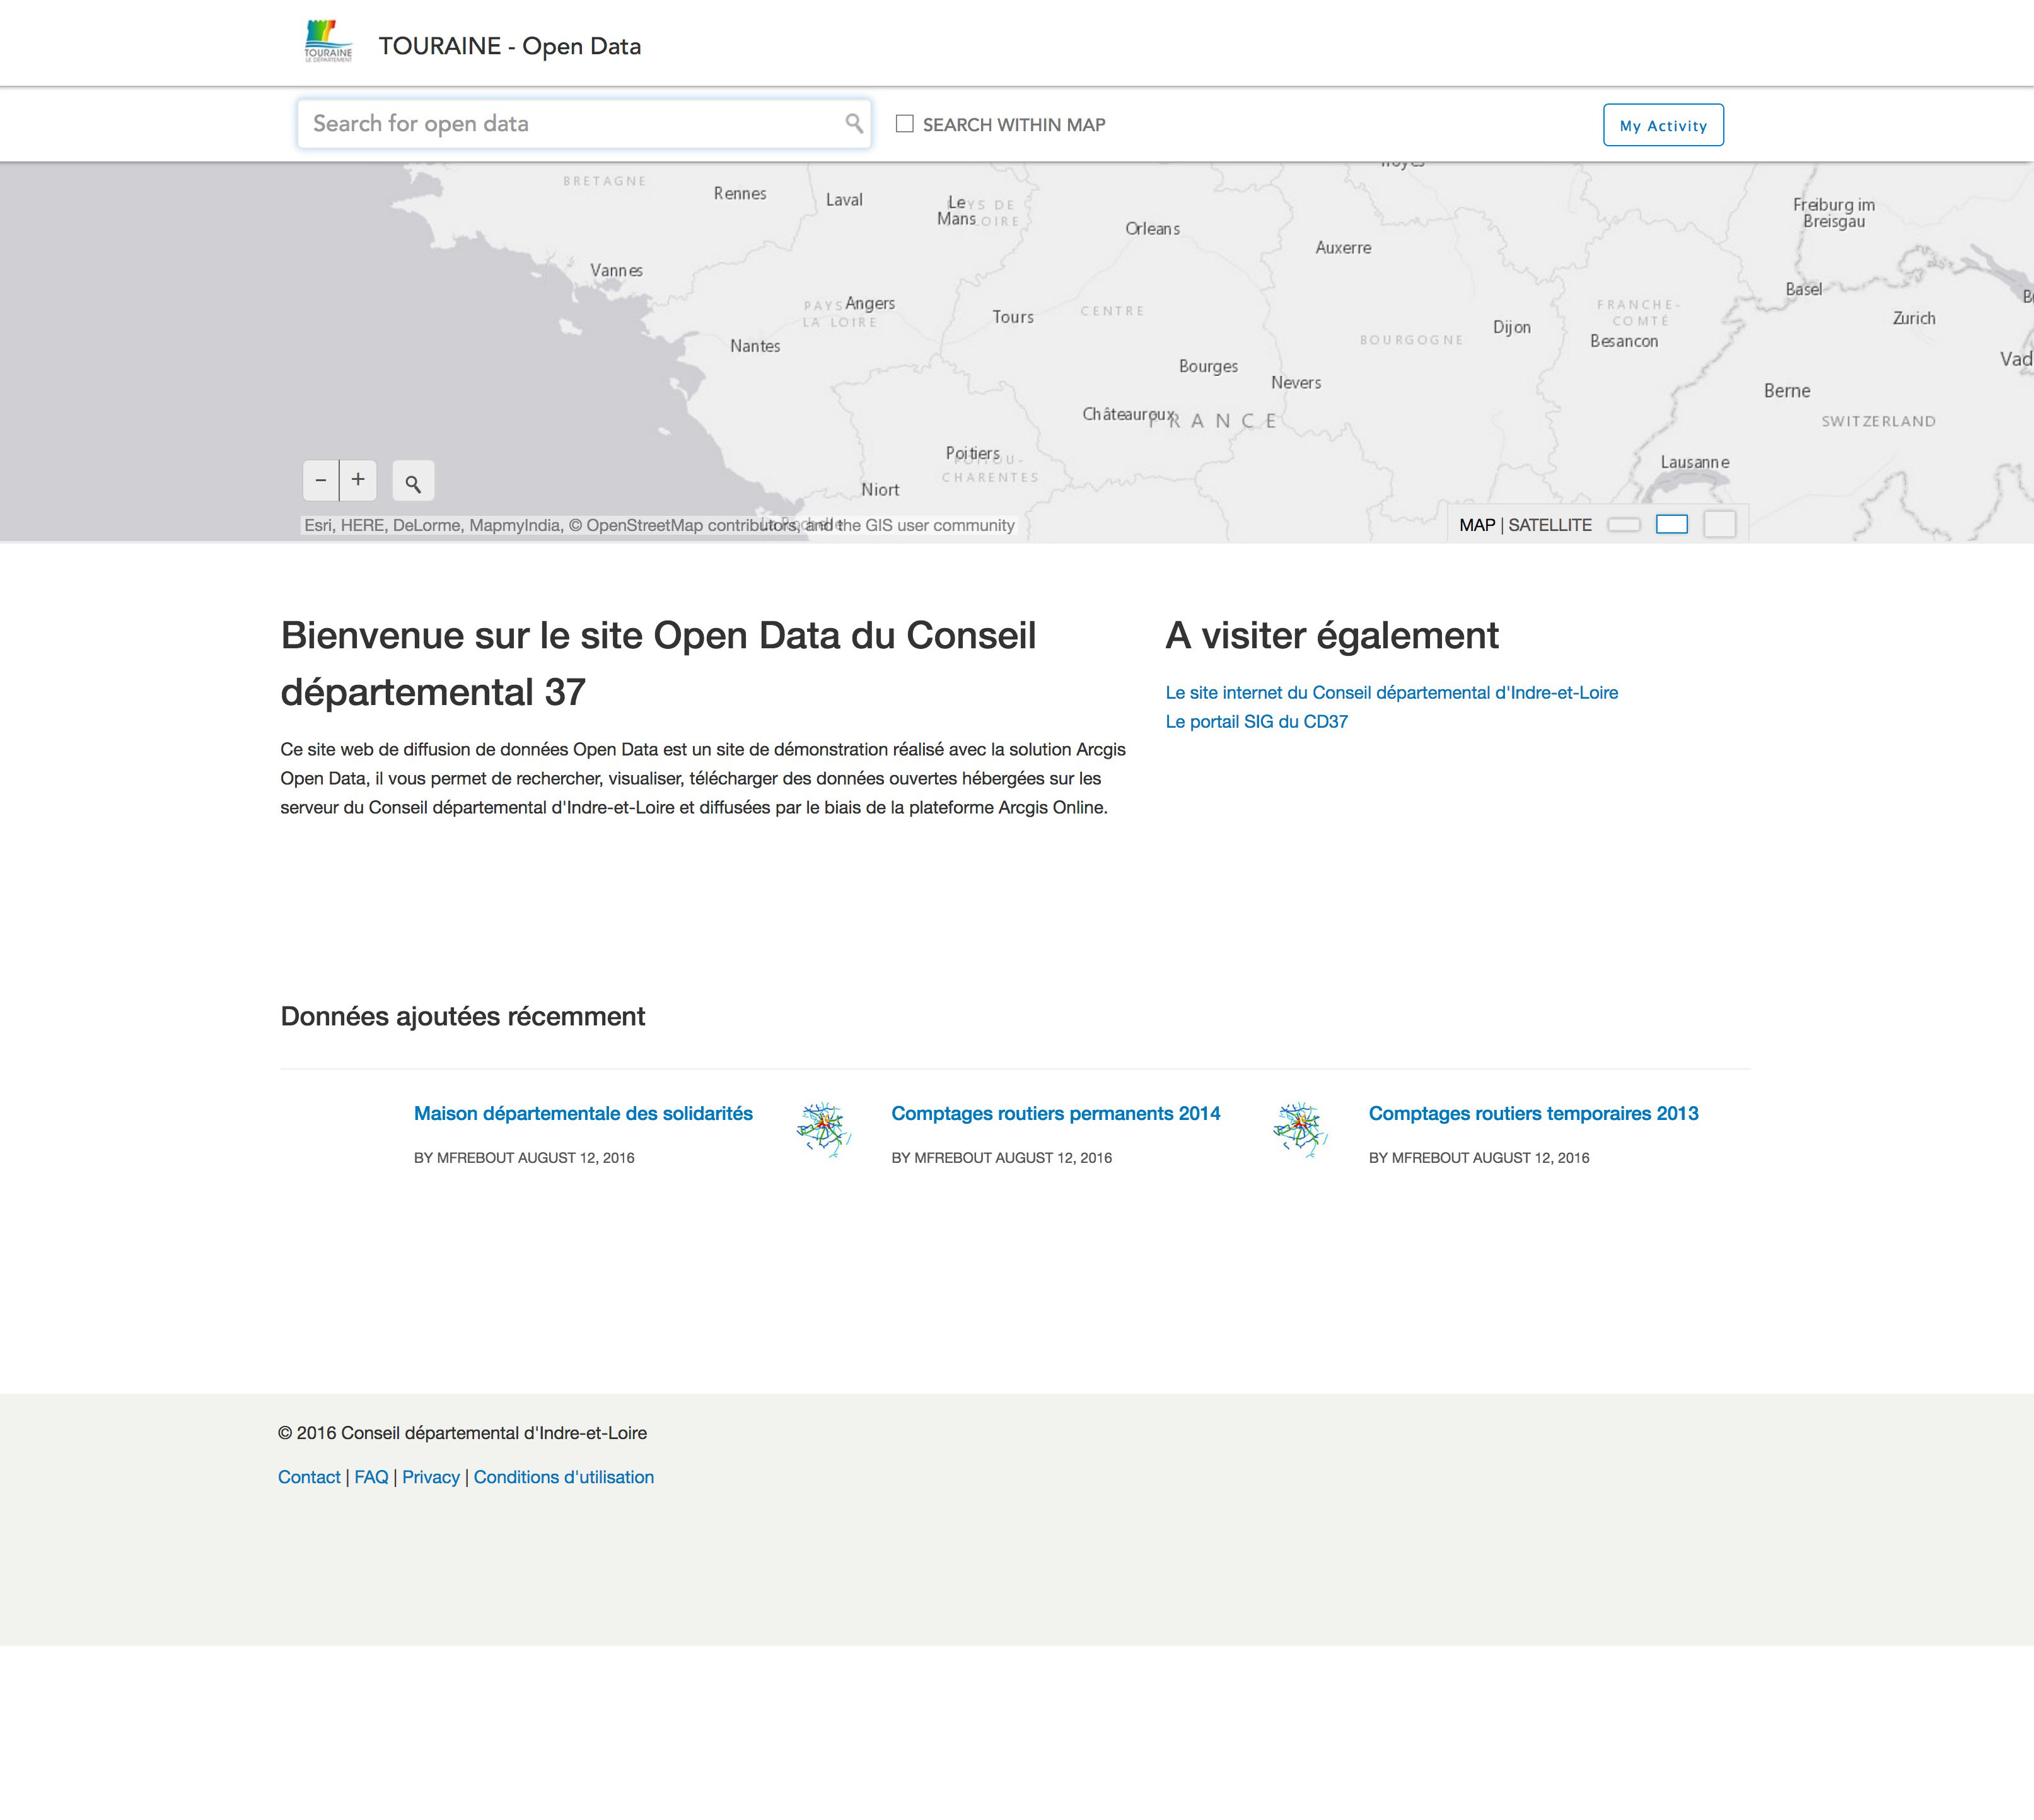 TOURAINE
LE DÉPARTEMENT
TOURAINE - Open Data
Search for open data
SEARCH WITHIN MAP
My Activity
BRETAGNE
Rennes
Laval
Le
Mans
Orleans
Auxerre
Freiburg im
Breisgau
Vannes
Angers
LA LOIRE
Tours
CENTRE
Basel
FRANCHE-
COMTÉ
Zurich
Nantes
BOURGOGNE
Dijon
Besancon
Bourges
Nevers
Berne
Châteauroux
FRANCE
SWITZERLAND
Poitiers
CHARENTES
Lausanne
Niort
− +
Esri, HERE, DeLorme, MapmyIndia, © OpenStreetMap contributors, and the GIS user community
MAP | SATELLITE
Bienvenue sur le site Open Data du Conseil
départemental 37
Ce site web de diffusion de données Open Data est un site de démonstration réalisé avec la solution Arcgis
Open Data, il vous permet de rechercher, visualiser, télécharger des données ouvertes hébergées sur les
serveur du Conseil départemental d'Indre-et-Loire et diffusées par le biais de la plateforme Arcgis Online.
A visiter également
Le site internet du Conseil départemental d'Indre-et-Loire
Le portail SIG du CD37
Données ajoutées récemment
Maison départementale des solidarités
BY MFREBOUT AUGUST 12, 2016
Comptages routiers permanents 2014
BY MFREBOUT AUGUST 12, 2016
Comptages routiers temporaires 2013
BY MFREBOUT AUGUST 12, 2016
© 2016 Conseil départemental d'Indre-et-Loire
Contact | FAQ | Privacy | Conditions d'utilisation